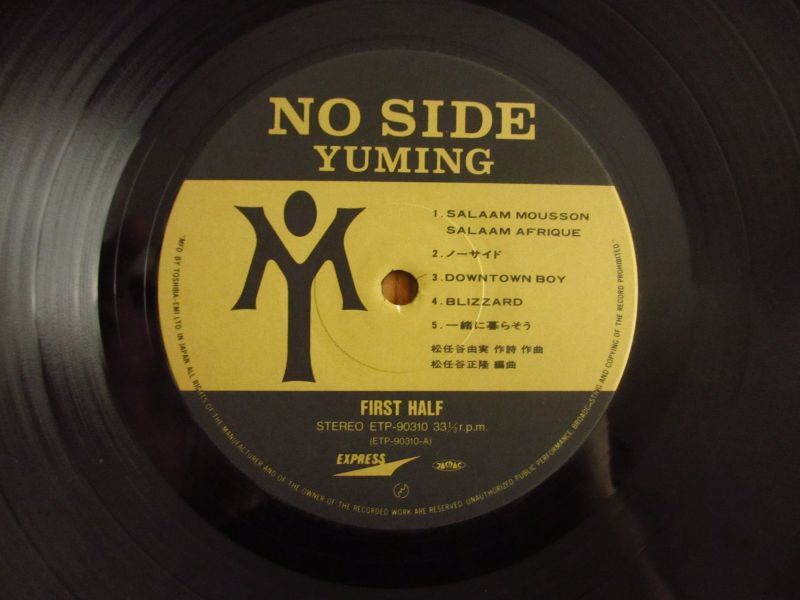 NO SIDE
YUMING
1. SALAAM MOUSSON
SALAAM AFRIQUE
2. ノーサイド
3. DOWNTOWN BOY
4. BLIZZARD
5. 一緒に暮らそう
松任谷由実 作詩 作曲
松任谷正隆 編曲
FIRST HALF
STEREO ETP-90310 33⅓ r.p.m.
(ETP-90310-A)
EXPRESS
"MF'D BY TOSHIBA-EMI LTD. IN JAPAN ALL RIGHTS OF THE MANUFACTURER AND OF THE OWNER OF THE RECORDED WORK ARE RESERVED. UNAUTHORIZED PUBLIC PERFORMANCE, BROADCASTING AND COPYING OF THE RECORD PROHIBITED."